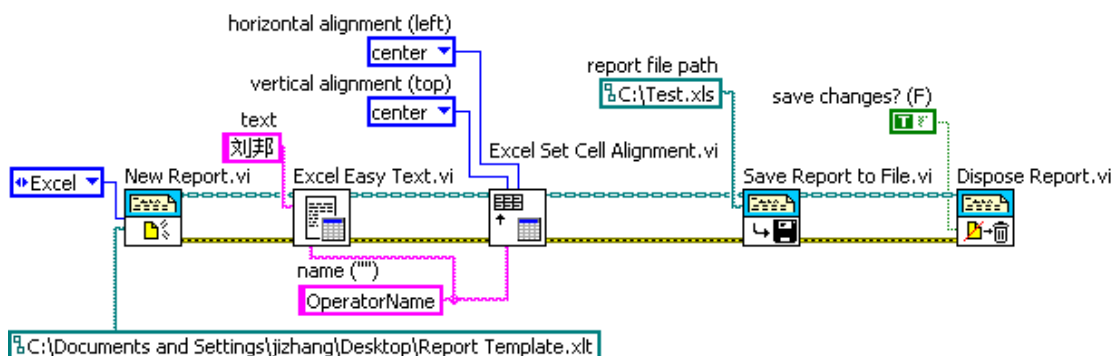 horizontal alignment (left)
center
vertical alignment (top)
center
report file path
C:\Test.xls
save changes? (F)
T
text
刘邦
Excel Set Cell Alignment.vi
Excel
New Report.vi
Excel Easy Text.vi
Save Report to File.vi
Dispose Report.vi
name ("")
OperatorName
C:\Documents and Settings\jizhang\Desktop\Report Template.xlt